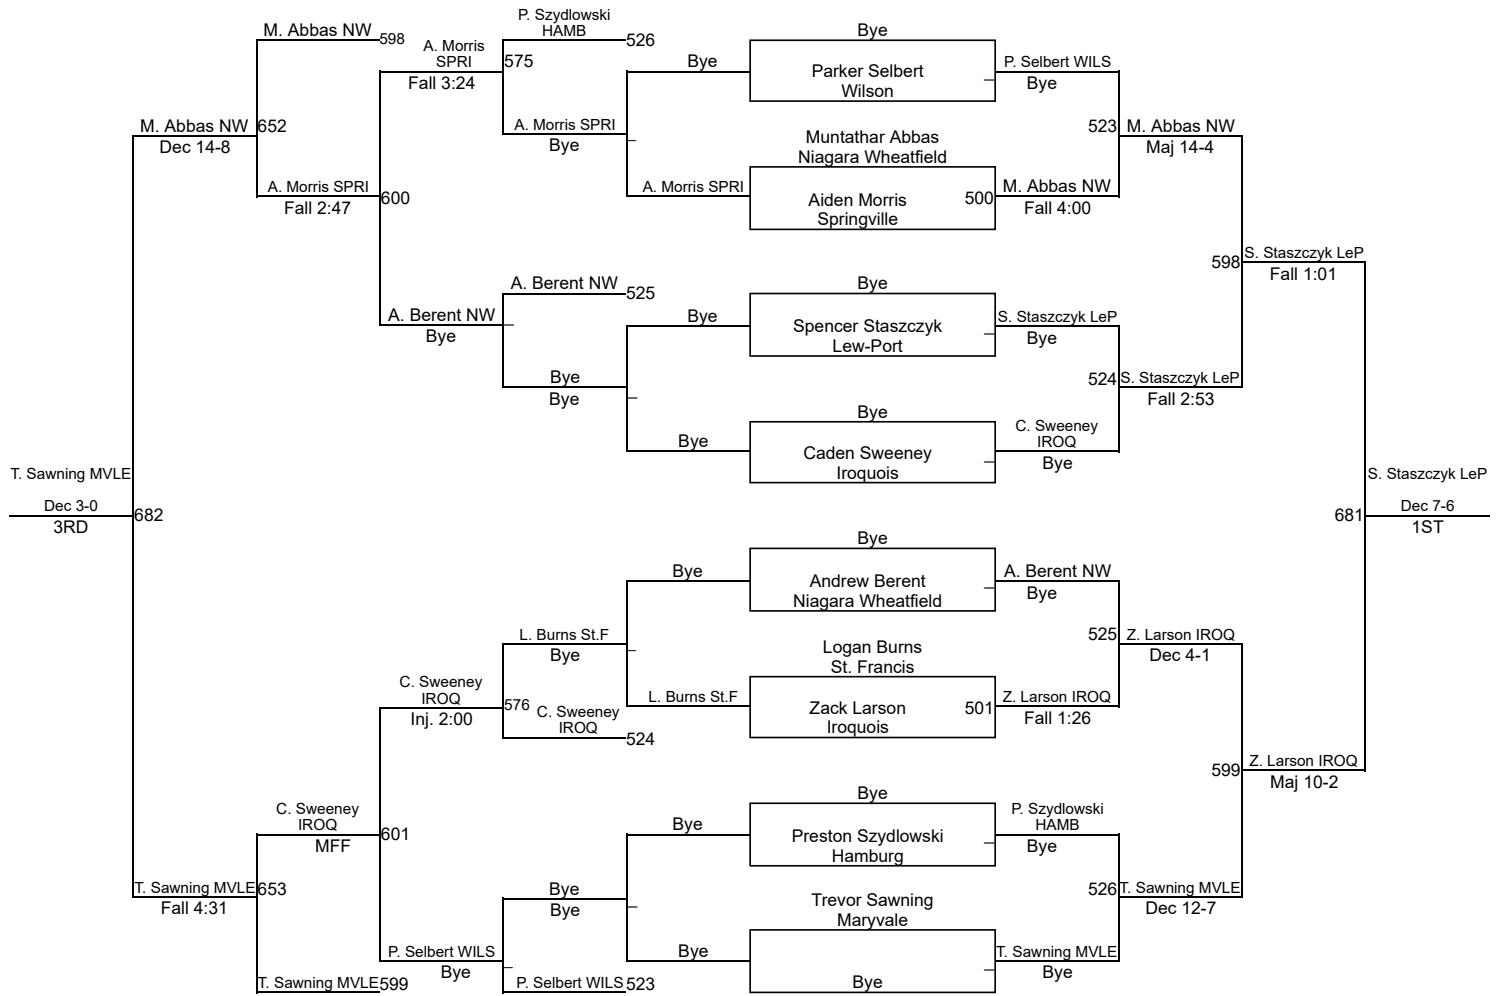 M. Abbas NW
598
A. Morris
SPRI
Fall 3:24
P. Szydlowski
HAMB
526
575
Bye
Bye
Parker Selbert
Wilson
P. Selbert WILS
Bye
M. Abbas NW
652
Dec 14-8
A. Morris SPRI
Bye
Muntathar Abbas
Niagara Wheatfield
523
M. Abbas NW
Maj 14-4
A. Morris SPRI
Fall 2:47
600
A. Morris SPRI
Aiden Morris
Springville
500
M. Abbas NW
Fall 4:00
598
S. Staszczyk LeP
Fall 1:01
A. Berent NW
525
A. Berent NW
Bye
Bye
Bye
Spencer Staszczyk
Lew-Port
S. Staszczyk LeP
Bye
Bye
Bye
524
S. Staszczyk LeP
Fall 2:53
Bye
Bye
Caden Sweeney
Iroquois
C. Sweeney
IROQ
Bye
T. Sawning MVLE
Dec 3-0
3RD
682
S. Staszczyk LeP
681
Dec 7-6
1ST
Bye
Bye
Andrew Berent
Niagara Wheatfield
A. Berent NW
Bye
L. Burns St.F
Bye
Logan Burns
St. Francis
525
Z. Larson IROQ
Dec 4-1
C. Sweeney
IROQ
Inj. 2:00
576
C. Sweeney
IROQ
524
L. Burns St.F
Zack Larson
Iroquois
501
Z. Larson IROQ
Fall 1:26
599
Z. Larson IROQ
Maj 10-2
C. Sweeney
IROQ
MFF
601
Bye
Bye
Preston Szydlowski
Hamburg
P. Szydlowski
HAMB
Bye
T. Sawning MVLE
Fall 4:31
653
Bye
Bye
Trevor Sawning
Maryvale
526
T. Sawning MVLE
Dec 12-7
P. Selbert WILS
Bye
Bye
Bye
T. Sawning MVLE
Bye
T. Sawning MVLE
599
P. Selbert WILS
523